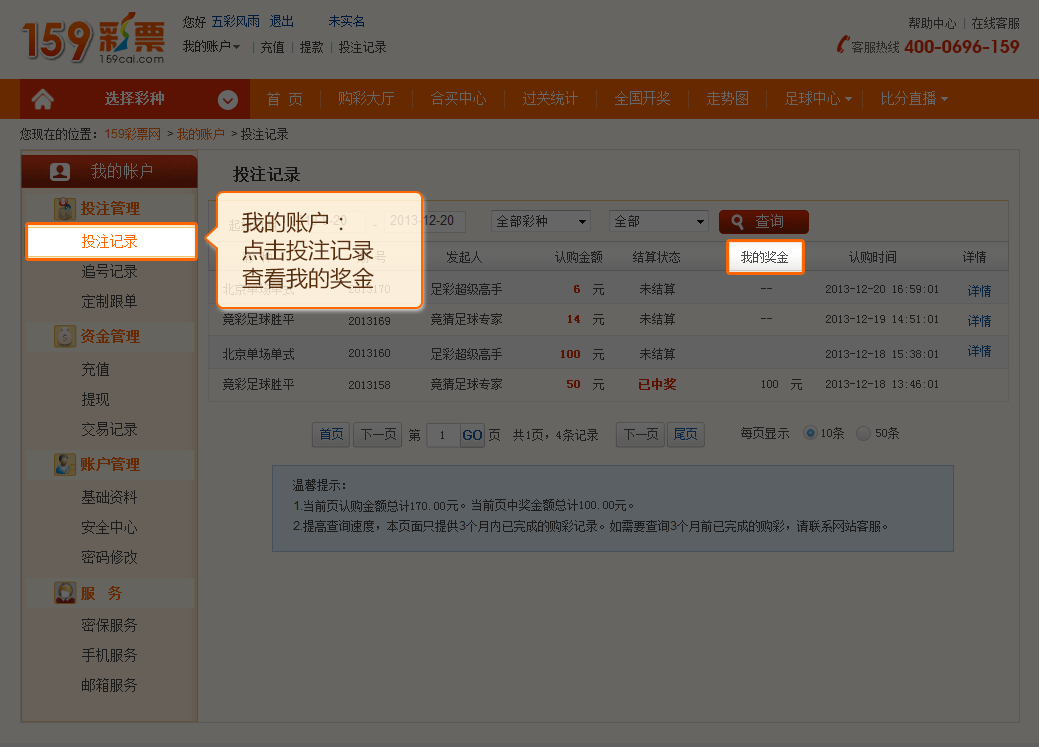 159彩票
159cai.com
您好 五彩风雨 退出 未实名
我的账户 | 充值 | 提款 | 投注记录
帮助中心 | 在线客服
客服热线 400-0696-159
选择彩种 首 页 购彩大厅 合买中心 过关统计 全国开奖 走势图 足球中心 比分直播
您现在的位置: 159彩票网 > 我的账户 > 投注记录
我的帐户
投注管理
投注记录
追号记录
定制跟单
资金管理
充值
提现
交易记录
账户管理
基础资料
安全中心
密码修改
服 务
密保服务
手机服务
邮箱服务
投注记录
我的账户：
点击投注记录
查看我的奖金
2013-12-20 全部彩种 全部 查询
号 发起人 认购金额 结算状态 我的奖金 认购时间 详情
北京单场单式 2013170 足彩超级高手 6 元 未结算 -- 2013-12-20 16:59:01 详情
竞彩足球胜平 2013169 竞猜足球专家 14 元 未结算 -- 2013-12-19 14:51:01 详情
北京单场单式 2013160 足彩超级高手 100 元 未结算 2013-12-18 15:38:01 详情
竞彩足球胜平 2013158 竞猜足球专家 50 元 已中奖 100 元 2013-12-18 13:46:01
首页 下一页 第 1 GO 页 共1页，4条记录 下一页 尾页 每页显示 10条 50条
温馨提示：
1.当前页认购金额总计170.00元。当前页中奖金额总计100.00元。
2.提高查询速度，本页面只提供3个月内已完成的购彩记录。如需要查询3个月前已完成的购彩，请联系网站客服。